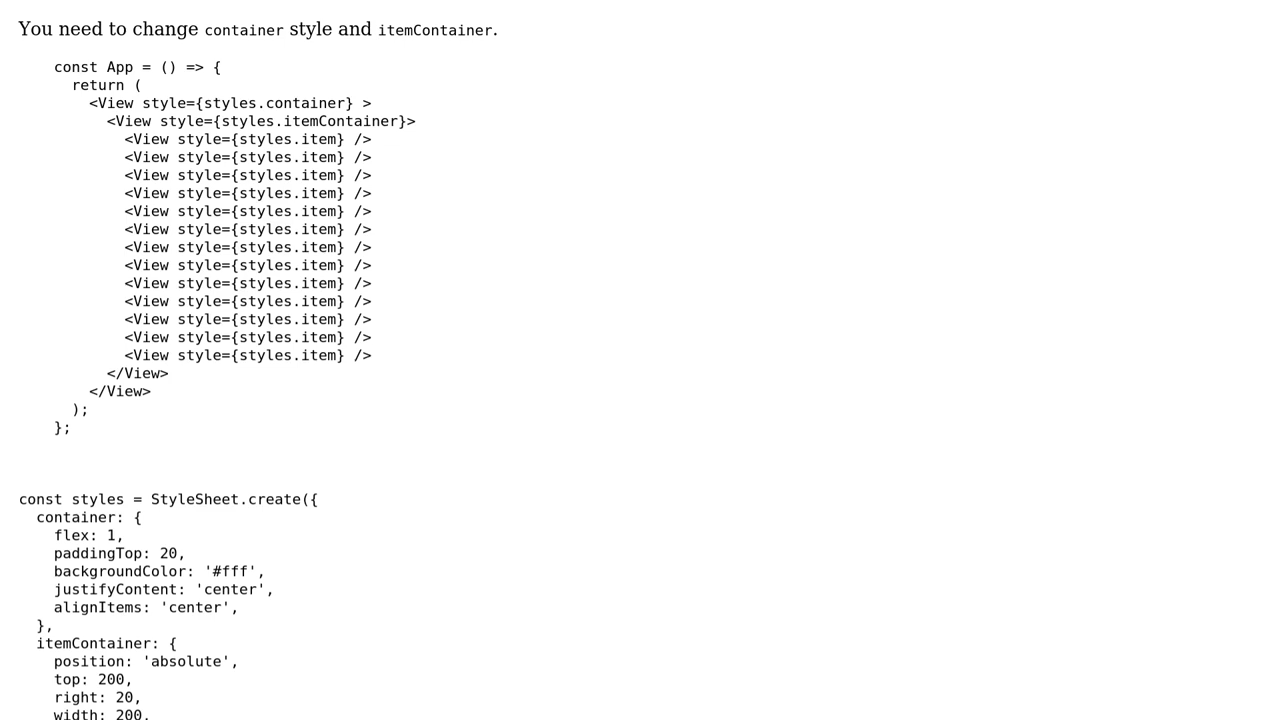 You need to change container style and itemContainer.
const App = () => {
  return (
    <View style={styles.container} >
      <View style={styles.itemContainer}>
        <View style={styles.item} />
        <View style={styles.item} />
        <View style={styles.item} />
        <View style={styles.item} />
        <View style={styles.item} />
        <View style={styles.item} />
        <View style={styles.item} />
        <View style={styles.item} />
        <View style={styles.item} />
        <View style={styles.item} />
        <View style={styles.item} />
        <View style={styles.item} />
        <View style={styles.item} />
      </View>
    </View>
  );
};
const styles = StyleSheet.create({
  container: {
    flex: 1,
    paddingTop: 20,
    backgroundColor: '#fff',
    justifyContent: 'center',
    alignItems: 'center',
  },
  itemContainer: {
    position: 'absolute',
    top: 200,
    right: 20,
    width: 200,